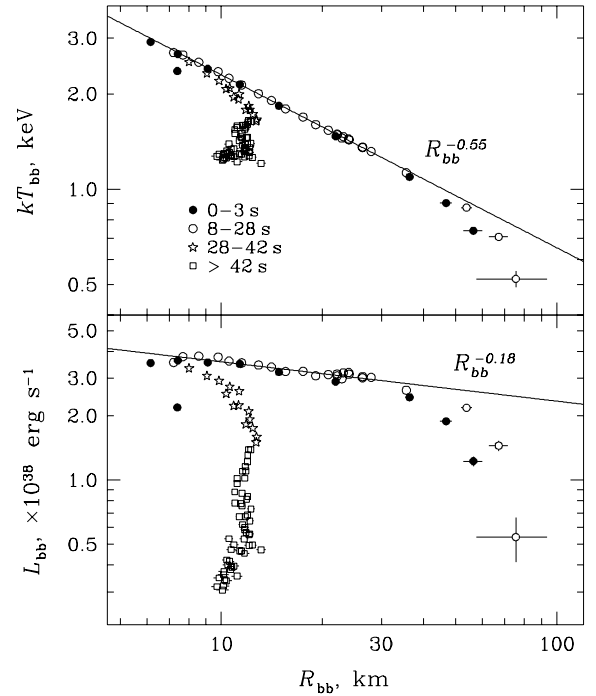 3.0
2.0
1.0
0.5
kT_bb, keV
R_bb^−0.55
0–3 s
8–28 s
28–42 s
> 42 s
5.0
3.0
2.0
1.0
0.5
L_bb, ×10^38 erg s^−1
R_bb^−0.18
10 30 100
R_bb, km